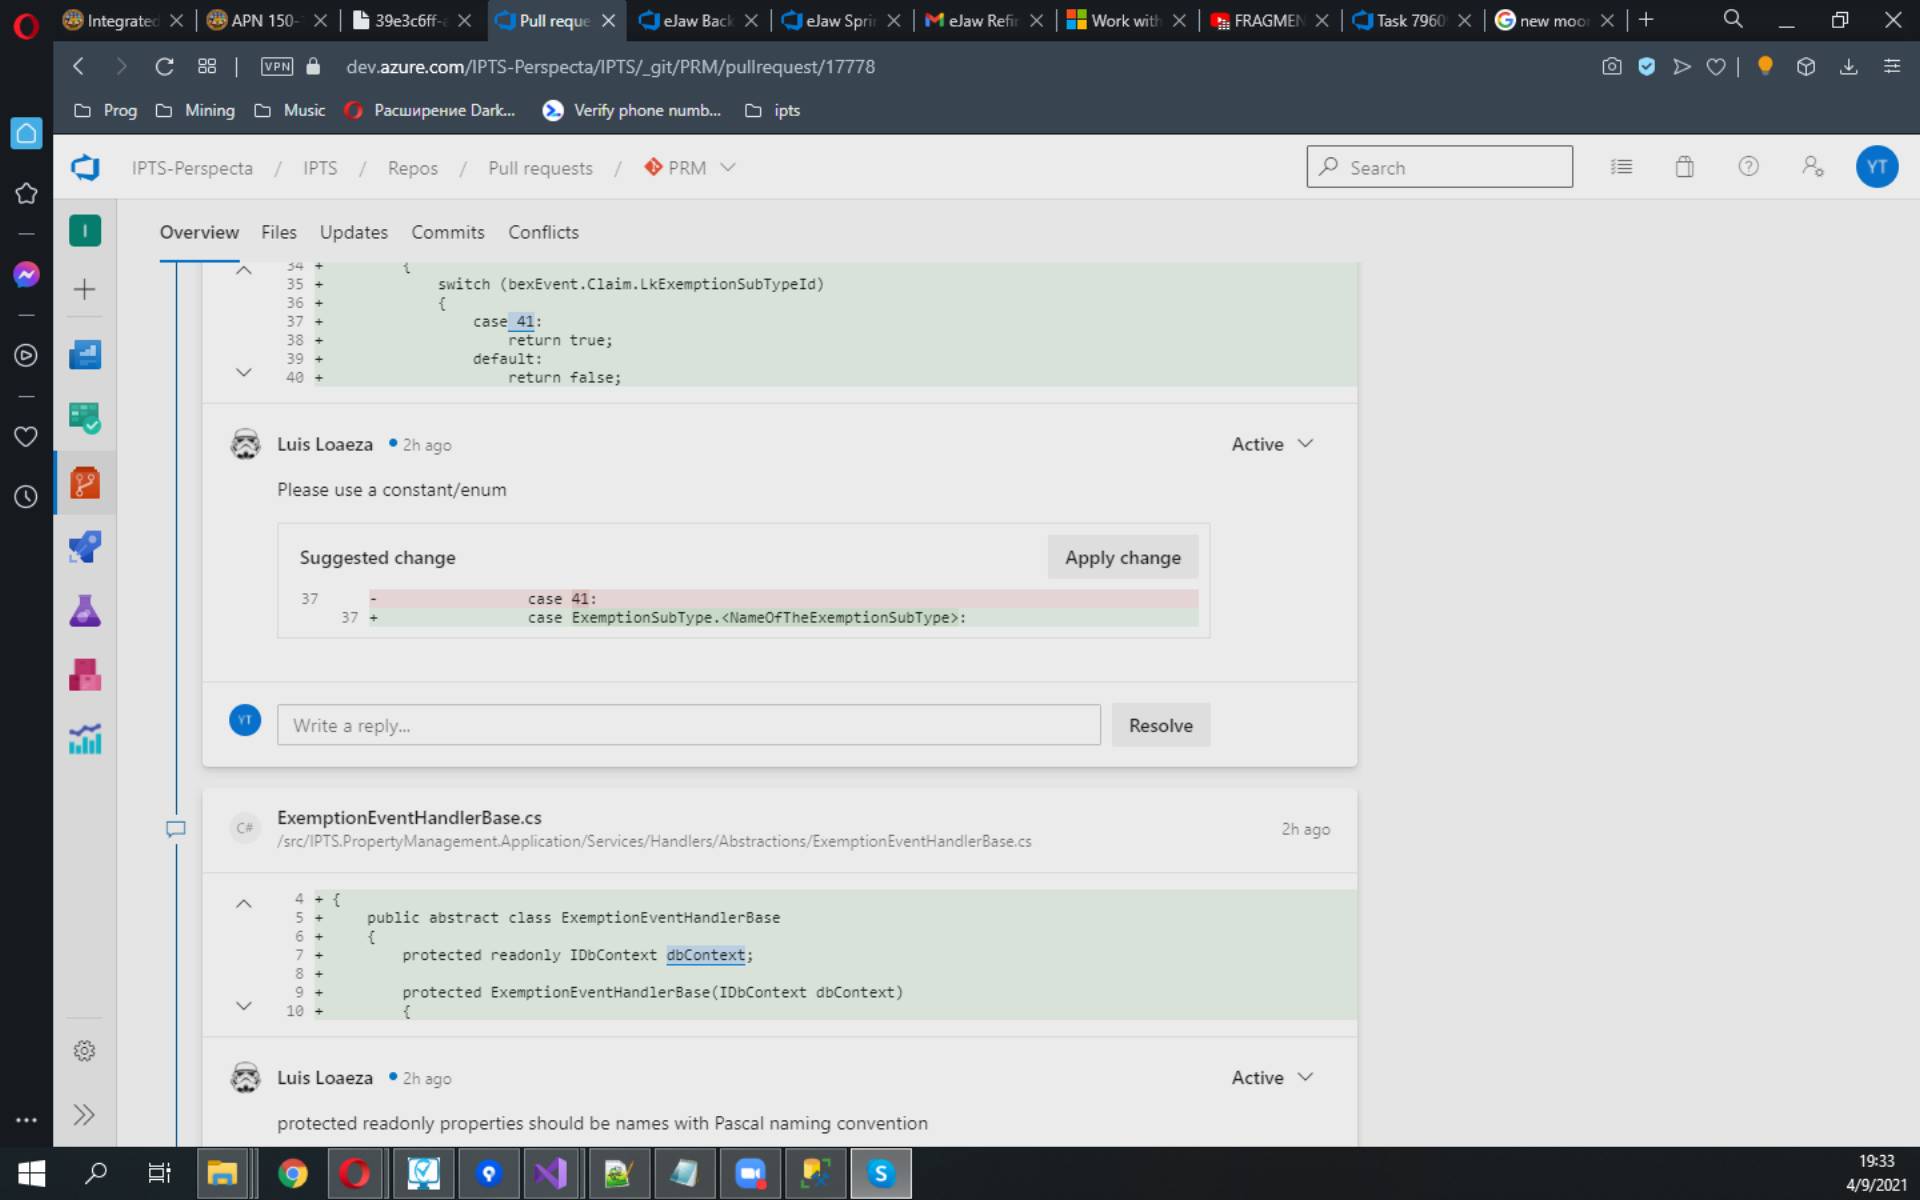 Integrated
APN 150-
39e3c6ff-a
Pull reque
eJaw Back
eJaw Sprin
eJaw Refin
Work with
FRAGMEN
Task 7960
new moo
VPN
dev.azure.com/IPTS-Perspecta/IPTS/_git/PRM/pullrequest/17778
Prog
Mining
Music
Расширение Dark...
Verify phone numb...
ipts
IPTS-Perspecta / IPTS / Repos / Pull requests / PRM
Search
YT
I
Overview Files Updates Commits Conflicts
34 + {
35 + switch (bexEvent.Claim.LkExemptionSubTypeId)
36 + {
37 + case 41:
38 + return true;
39 + default:
40 + return false;
Luis Loaeza 2h ago
Active
Please use a constant/enum
Suggested change
Apply change
37 - case 41:
37 + case ExemptionSubType.<NameOfTheExemptionSubType>:
YT
Write a reply...
Resolve
C#
ExemptionEventHandlerBase.cs
/src/IPTS.PropertyManagement.Application/Services/Handlers/Abstractions/ExemptionEventHandlerBase.cs
2h ago
4 + {
5 + public abstract class ExemptionEventHandlerBase
6 + {
7 + protected readonly IDbContext dbContext;
8 +
9 + protected ExemptionEventHandlerBase(IDbContext dbContext)
10 + {
Luis Loaeza 2h ago
Active
protected readonly properties should be names with Pascal naming convention
19:33
4/9/2021